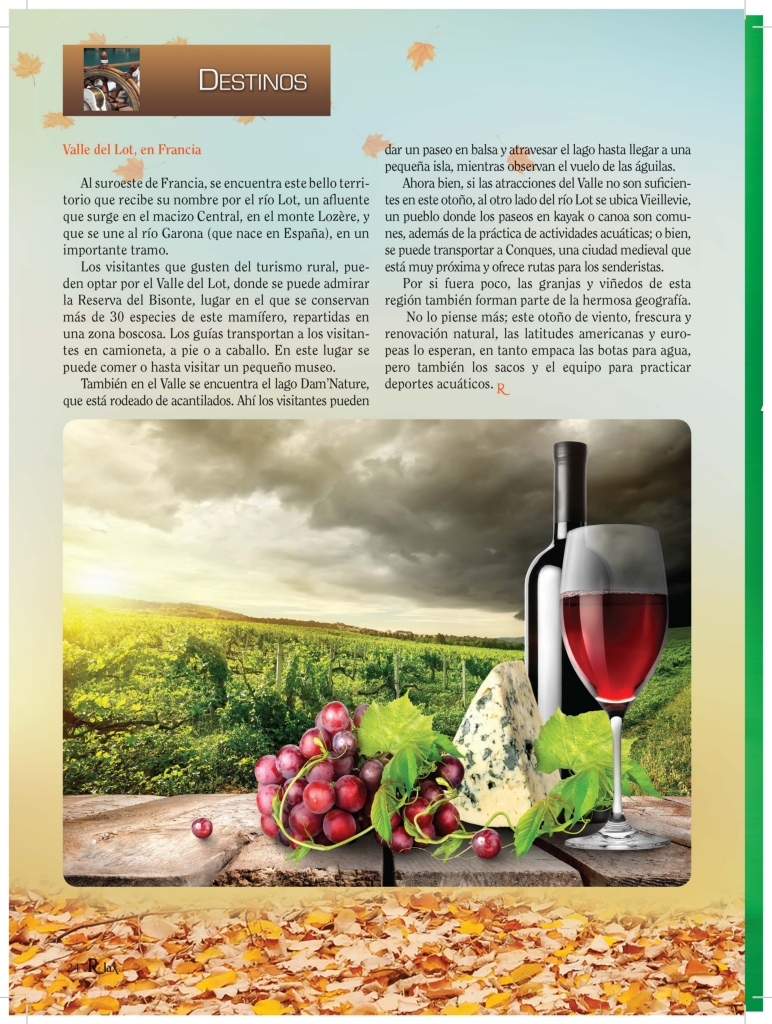 DESTINOS
Valle del Lot, en Francia
Al suroeste de Francia, se encuentra este bello terri-
torio que recibe su nombre por el río Lot, un afluente
que surge en el macizo Central, en el monte Lozère, y
que se une al río Garona (que nace en España), en un
importante tramo.
Los visitantes que gusten del turismo rural, pue-
den optar por el Valle del Lot, donde se puede admirar
la Reserva del Bisonte, lugar en el que se conservan
más de 30 especies de este mamífero, repartidas en
una zona boscosa. Los guías transportan a los visitan-
tes en camioneta, a pie o a caballo. En este lugar se
puede comer o hasta visitar un pequeño museo.
También en el Valle se encuentra el lago Dam’Nature,
que está rodeado de acantilados. Ahí los visitantes pueden
dar un paseo en balsa y atravesar el lago hasta llegar a una
pequeña isla, mientras observan el vuelo de las águilas.
Ahora bien, si las atracciones del Valle no son suficien-
tes en este otoño, al otro lado del río Lot se ubica Vieillevie,
un pueblo donde los paseos en kayak o canoa son comu-
nes, además de la práctica de actividades acuáticas; o bien,
se puede transportar a Conques, una ciudad medieval que
está muy próxima y ofrece rutas para los senderistas.
Por si fuera poco, las granjas y viñedos de esta
región también forman parte de la hermosa geografía.
No lo piense más; este otoño de viento, frescura y
renovación natural, las latitudes americanas y euro-
peas lo esperan, en tanto empaca las botas para agua,
pero también los sacos y el equipo para practicar
deportes acuáticos. R
24